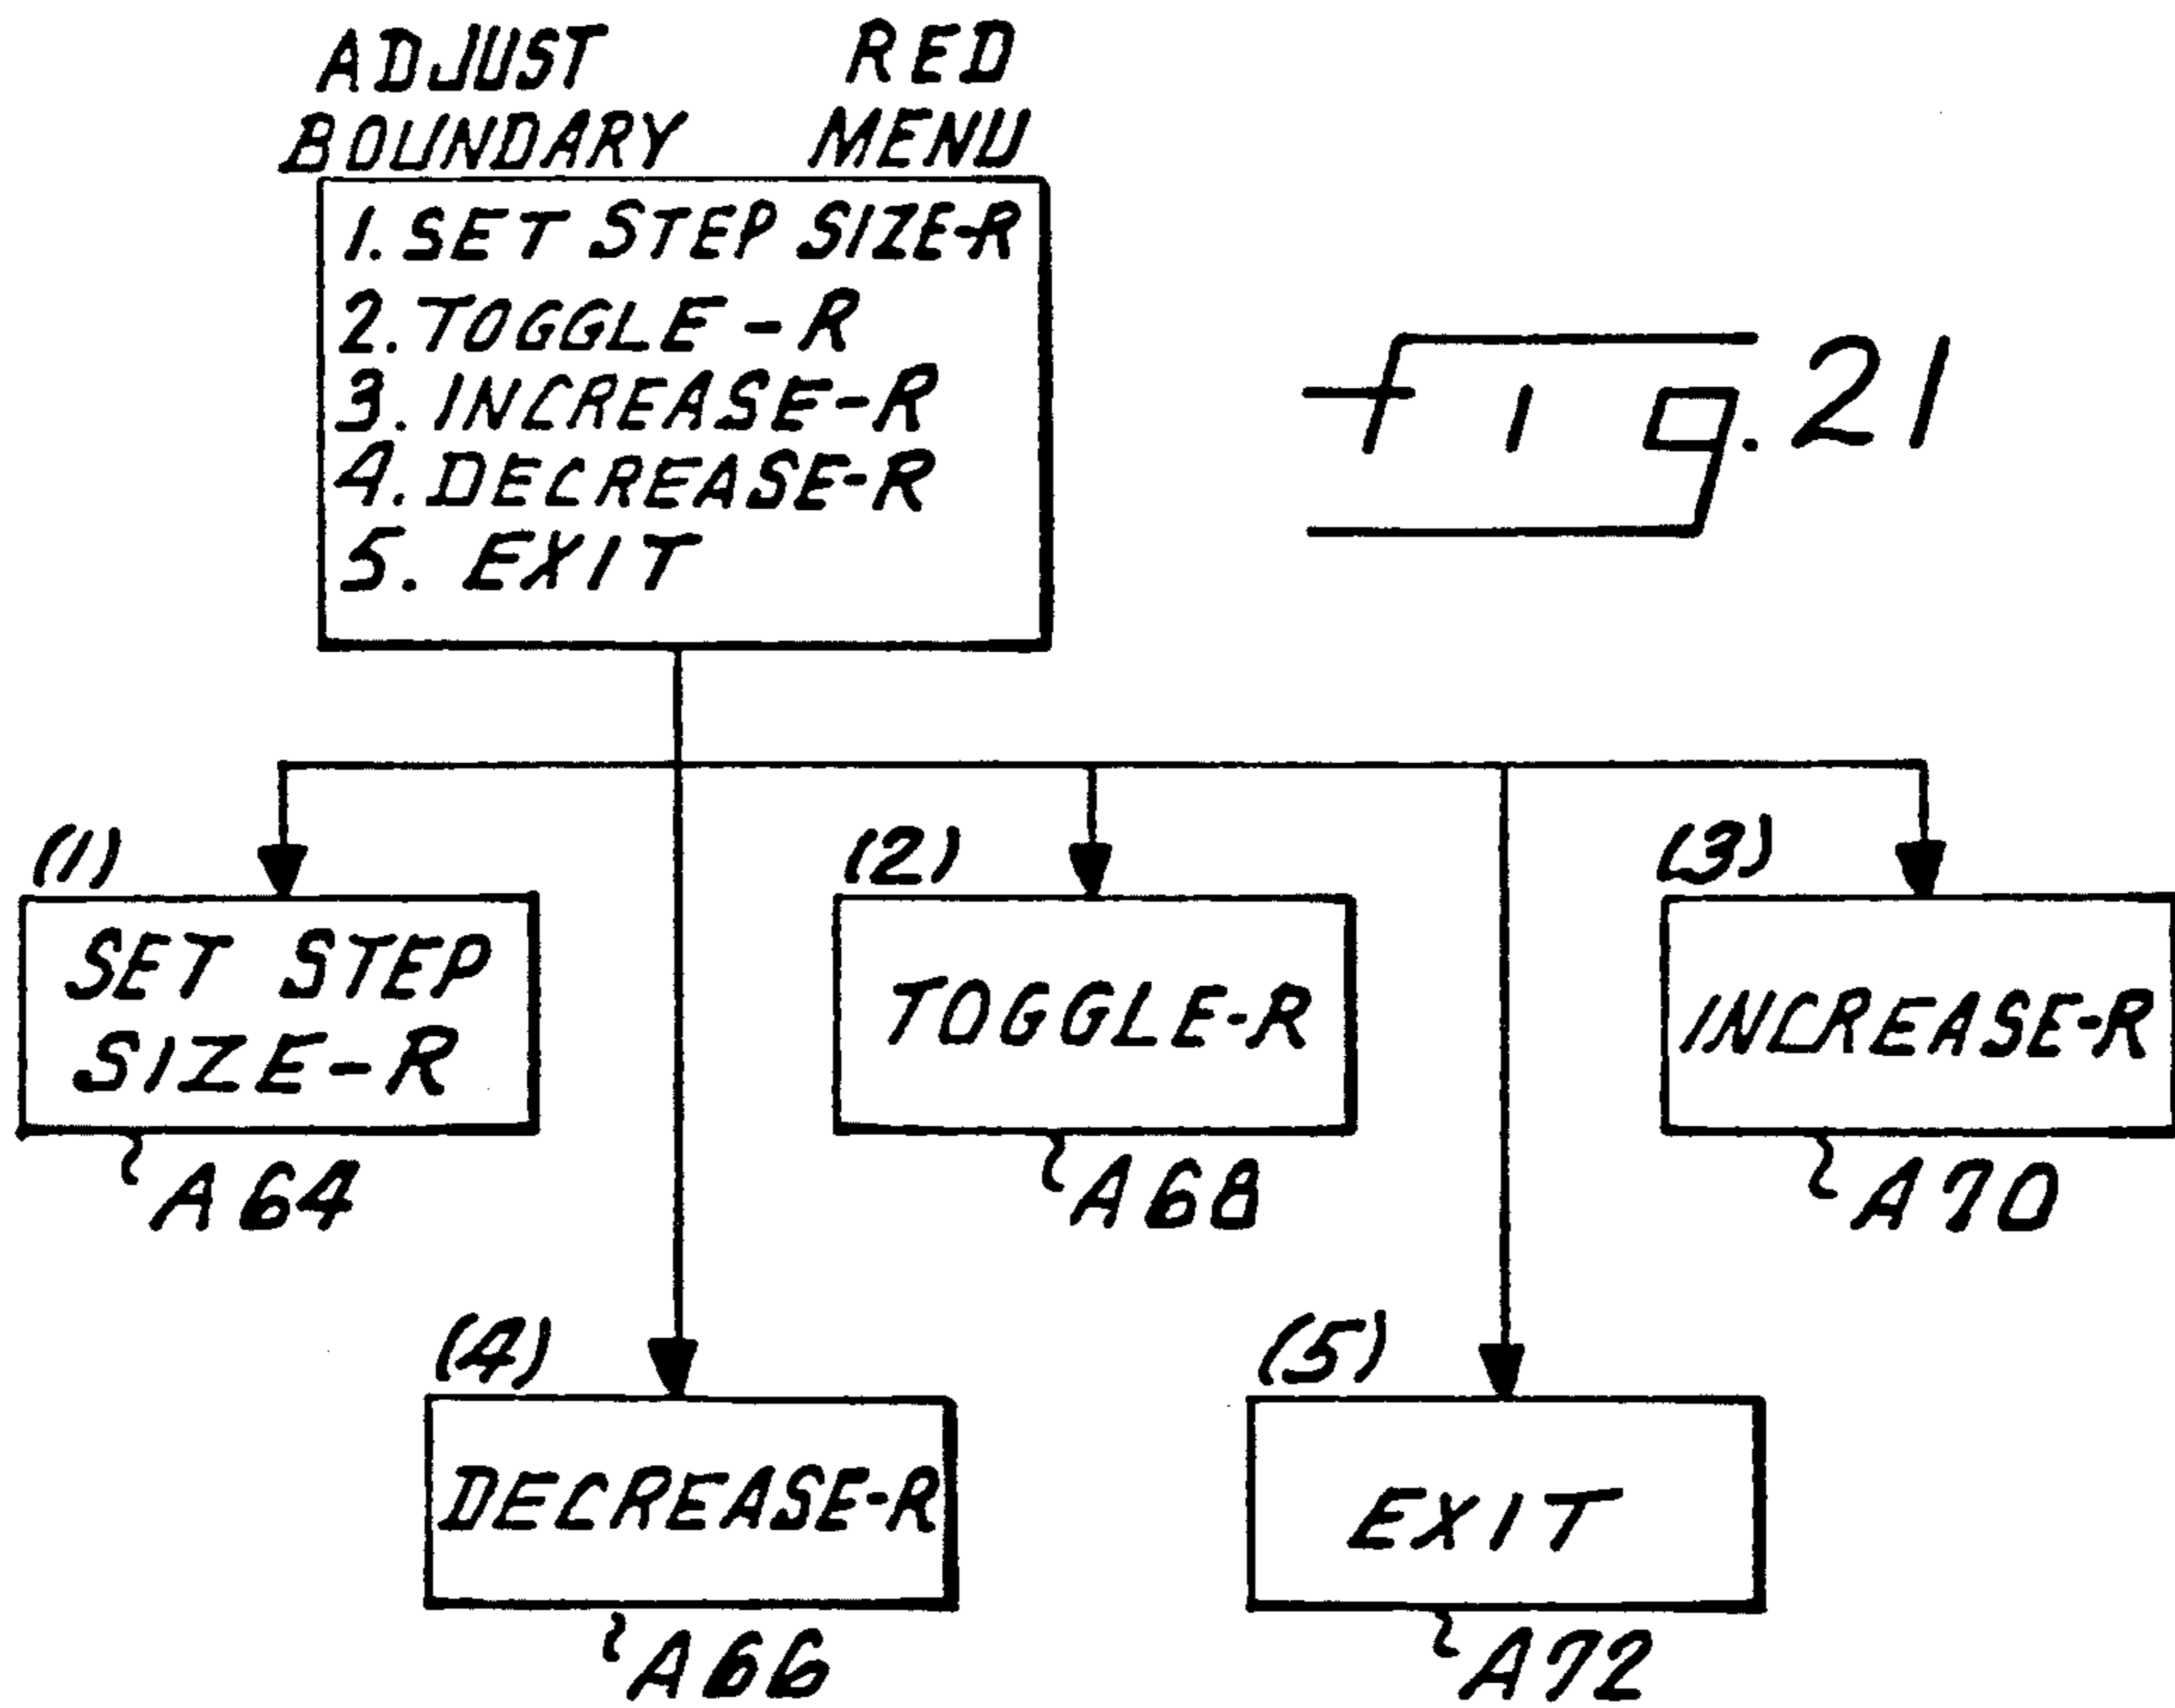 ADJUST RED
BOUNDARY MENU
1. SET STEP SIZE-R
2. TOGGLE-R
3. INCREASE-R
4. DECREASE-R
5. EXIT
Fig. 21
(1)
SET STEP
SIZE-R
A64
(2)
TOGGLE-R
A68
(3)
INCREASE-R
A70
(4)
DECREASE-R
A66
(5)
EXIT
A72